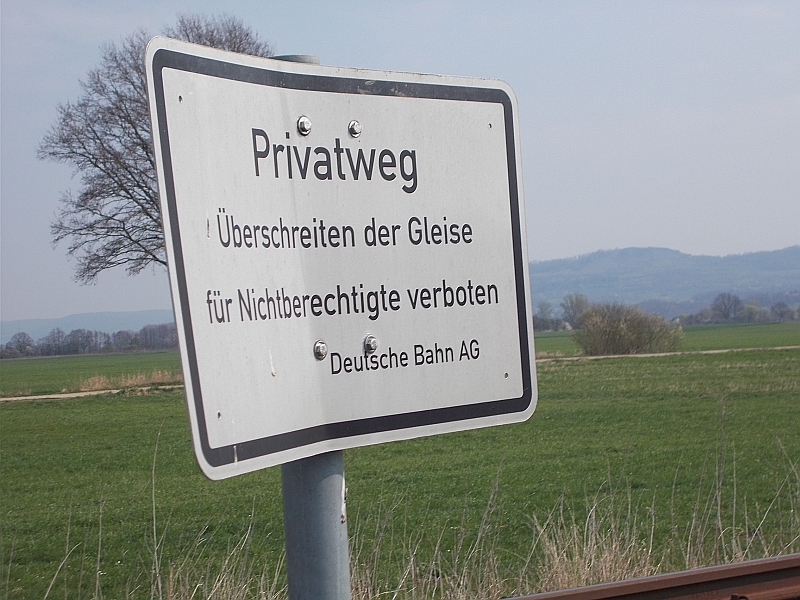 Privatweg
Überschreiten der Gleise
für Nichtberechtigte verboten
Deutsche Bahn AG